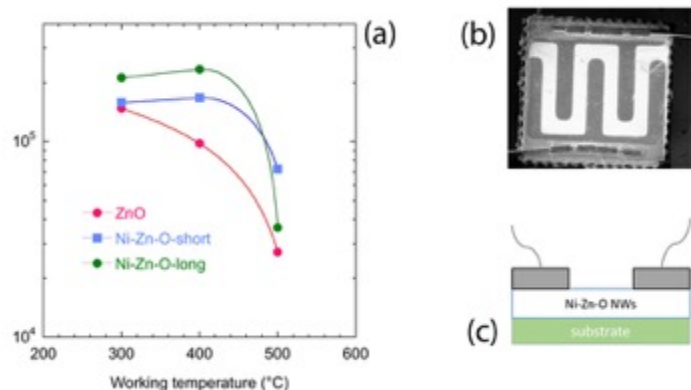 (a)
10⁵
10⁴
ZnO
Ni-Zn-O-short
Ni-Zn-O-long
200 300 400 500 600
Working temperature (°C)
(b)
Ni-Zn-O NWs
substrate
(c)